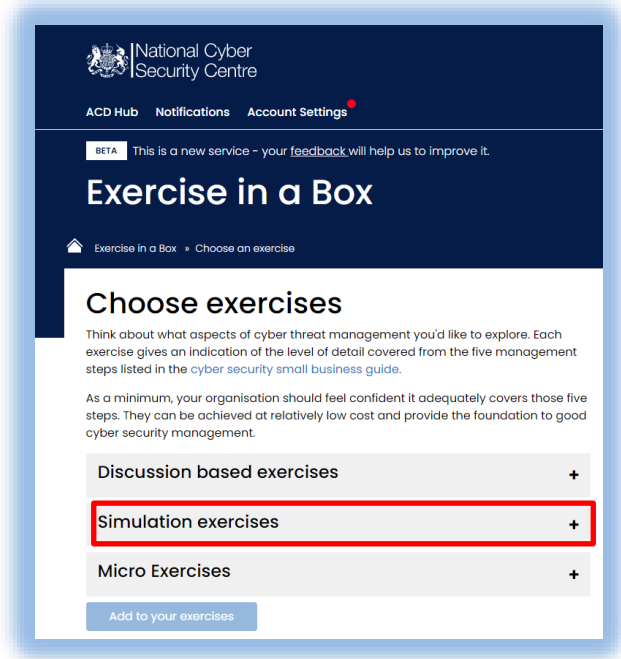 National Cyber
Security Centre
ACD Hub Notifications Account Settings
BETA This is a new service - your feedback will help us to improve it.
Exercise in a Box
Exercise in a Box » Choose an exercise
Choose exercises
Think about what aspects of cyber threat management you'd like to explore. Each
exercise gives an indication of the level of detail covered from the five management
steps listed in the cyber security small business guide.
As a minimum, your organisation should feel confident it adequately covers those five
steps. They can be achieved at relatively low cost and provide the foundation to good
cyber security management.
Discussion based exercises +
Simulation exercises +
Micro Exercises +
Add to your exercises